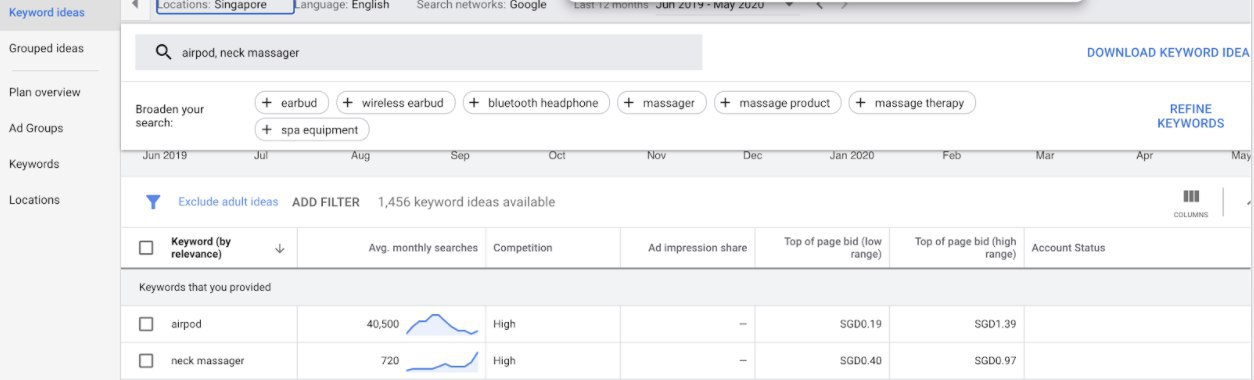 Keyword ideas
Grouped ideas
Plan overview
Ad Groups
Keywords
Locations
Locations: Singapore Language: English Search networks: Google Last 12 months Jun 2019 - May 2020
airpod, neck massager
DOWNLOAD KEYWORD IDEA
Broaden your search:
+ earbud + wireless earbud + bluetooth headphone + massager + massage product + massage therapy
+ spa equipment
REFINE KEYWORDS
Jun 2019 Jul Aug Sep Oct Nov Dec Jan 2020 Feb Mar Apr May
Exclude adult ideas ADD FILTER 1,456 keyword ideas available
COLUMNS
Keyword (by relevance) Avg. monthly searches Competition Ad impression share Top of page bid (low range) Top of page bid (high range) Account Status
Keywords that you provided
airpod 40,500 High – SGD0.19 SGD1.39
neck massager 720 High – SGD0.40 SGD0.97